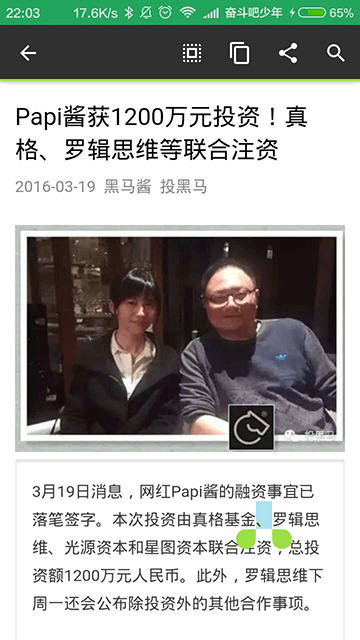 22:03 17.6K/s 奋斗吧少年 65%
Papi酱获1200万元投资！真
格、罗辑思维等联合注资
2016-03-19 黑马酱 投黑马
投黑马
3月19日消息，网红Papi酱的融资事宜已
落笔签字。本次投资由真格基金、罗辑思
维、光源资本和星图资本联合注资，总投
资额1200万元人民币。此外，罗辑思维下
周一还会公布除投资外的其他合作事项。